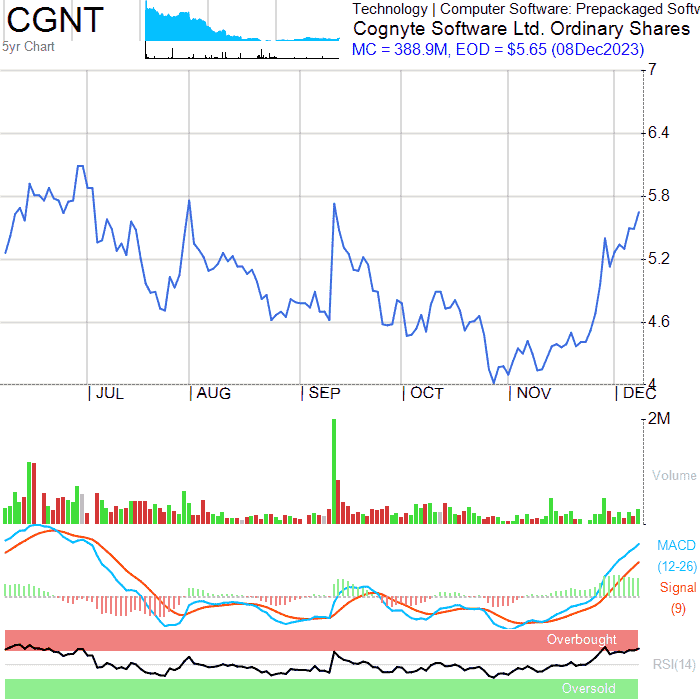 CGNT
5yr Chart
Technology | Computer Software: Prepackaged Softw
Cognyte Software Ltd. Ordinary Shares
MC = 388.9M, EOD = $5.65 (08Dec2023)
7
6.4
5.8
5.2
4.6
4
JUL AUG SEP OCT NOV DEC
2M
Volume
MACD
(12-26)
Signal
(9)
Overbought
RSI(14)
Oversold